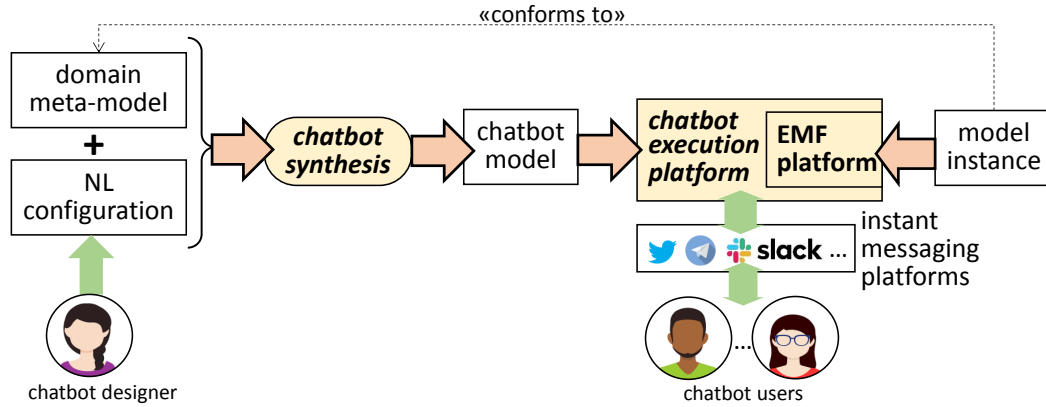 «conforms to»
domain
meta-model
+
NL
configuration
chatbot designer
chatbot
synthesis
chatbot
model
chatbot
execution
platform
EMF
platform
model
instance
slack ...
instant
messaging
platforms
...
chatbot users